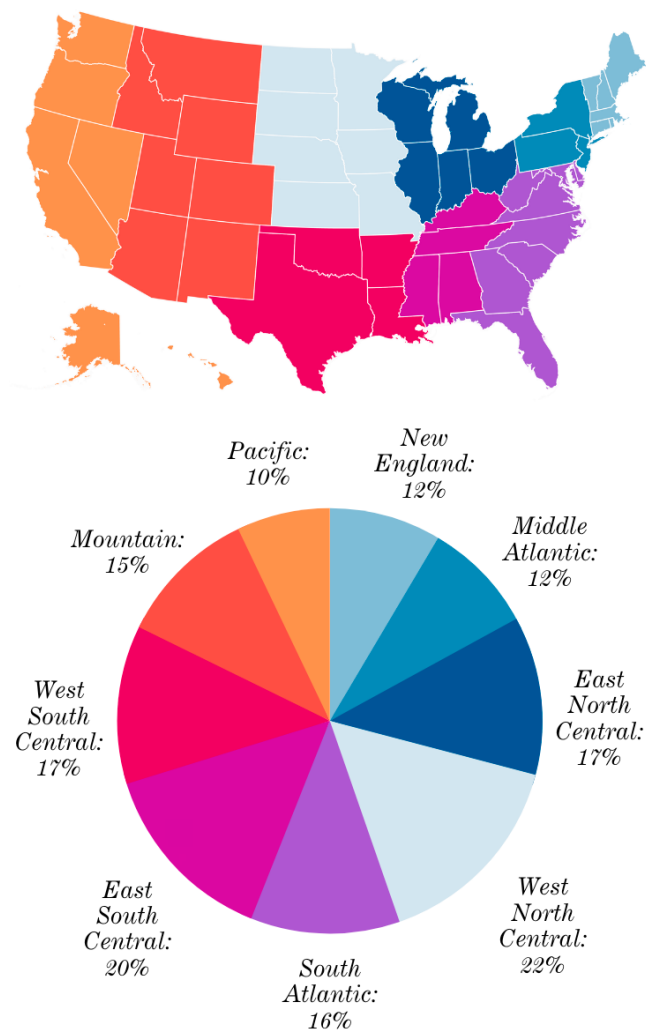 Pacific:
10%
New
England:
12%
Middle
Atlantic:
12%
East
North
Central:
17%
West
North
Central:
22%
South
Atlantic:
16%
East
South
Central:
20%
West
South
Central:
17%
Mountain:
15%